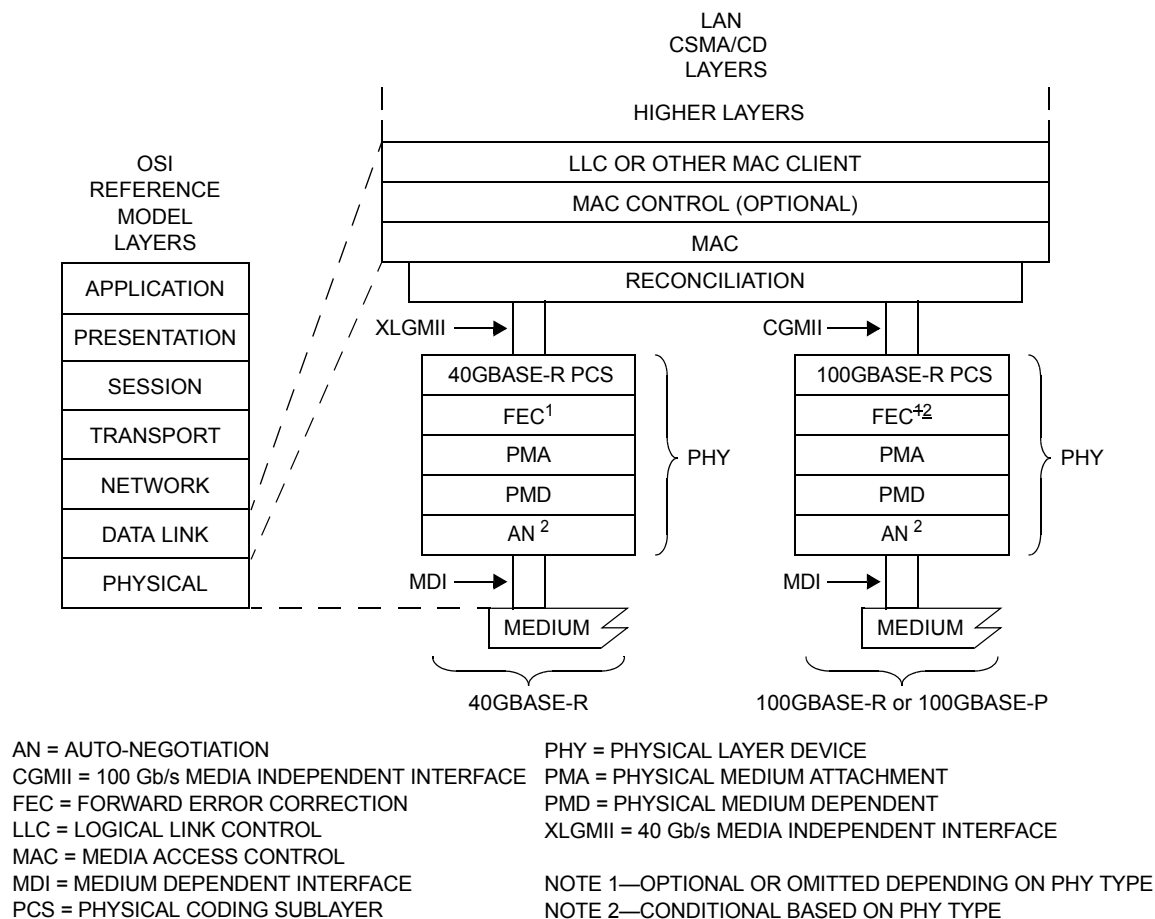 LAN
CSMA/CD
LAYERS
HIGHER LAYERS
LLC OR OTHER MAC CLIENT
MAC CONTROL (OPTIONAL)
MAC
RECONCILIATION
OSI
REFERENCE
MODEL
LAYERS
APPLICATION
PRESENTATION
SESSION
TRANSPORT
NETWORK
DATA LINK
PHYSICAL
XLGMII
40GBASE-R PCS
FEC1
PMA
PMD
AN 2
PHY
MDI
MEDIUM
40GBASE-R
CGMII
100GBASE-R PCS
FEC12
PMA
PMD
AN 2
PHY
MDI
MEDIUM
100GBASE-R or 100GBASE-P
AN = AUTO-NEGOTIATION
CGMII = 100 Gb/s MEDIA INDEPENDENT INTERFACE
FEC = FORWARD ERROR CORRECTION
LLC = LOGICAL LINK CONTROL
MAC = MEDIA ACCESS CONTROL
MDI = MEDIUM DEPENDENT INTERFACE
PCS = PHYSICAL CODING SUBLAYER
PHY = PHYSICAL LAYER DEVICE
PMA = PHYSICAL MEDIUM ATTACHMENT
PMD = PHYSICAL MEDIUM DEPENDENT
XLGMII = 40 Gb/s MEDIA INDEPENDENT INTERFACE
NOTE 1—OPTIONAL OR OMITTED DEPENDING ON PHY TYPE
NOTE 2—CONDITIONAL BASED ON PHY TYPE